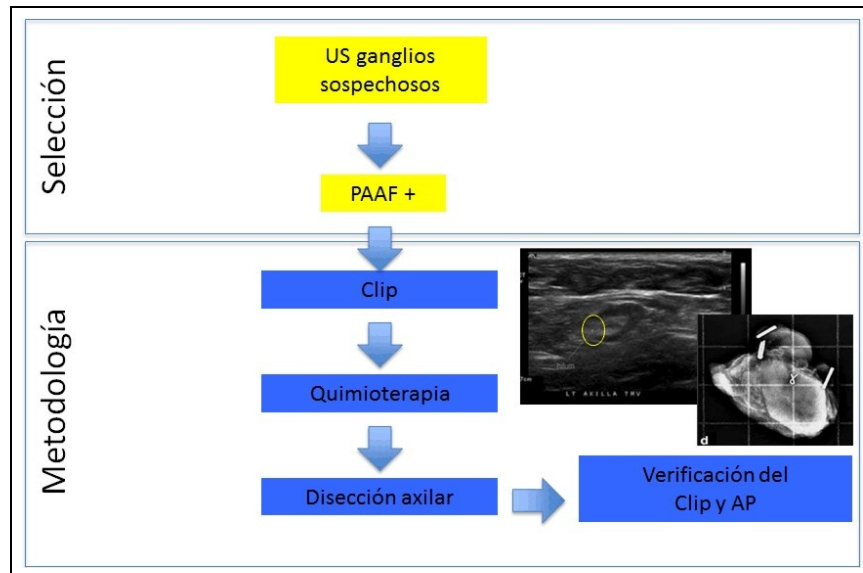 Selección
US ganglios
sospechosos
PAAF +
Metodología
Clip
Quimioterapia
Disección axilar
Verificación del
Clip y AP
LT AXILLA TRV
d